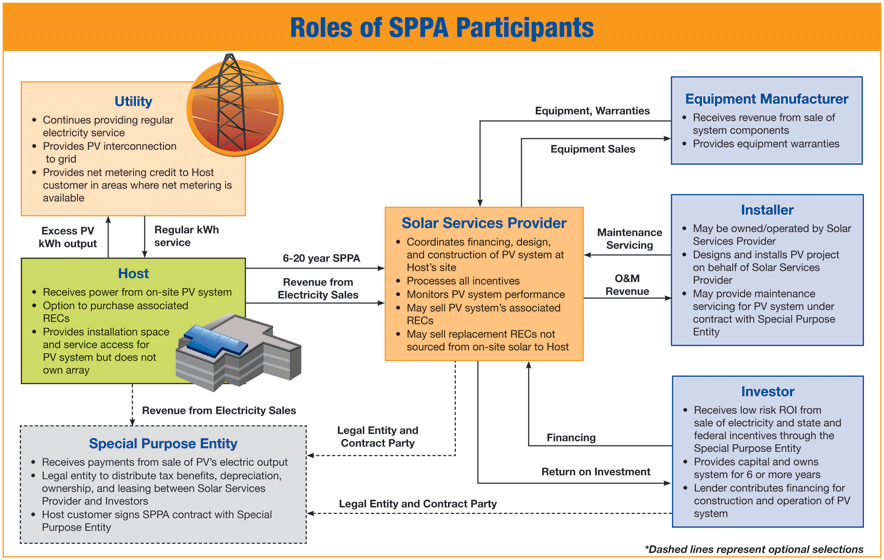 Roles of SPPA Participants
Utility
• Continues providing regular
electricity service
• Provides PV interconnection
to grid
• Provides net metering credit to Host
customer in areas where net metering is
available
Excess PV
kWh output
Regular kWh
service
Host
• Receives power from on-site PV system
• Option to purchase associated
RECs
• Provides installation space
and service access for
PV system but does not
own array
6-20 year SPPA
Revenue from
Electricity Sales
Revenue from Electricity Sales
Special Purpose Entity
• Receives payments from sale of PV's electric output
• Legal entity to distribute tax benefits, depreciation,
ownership, and leasing between Solar Services
Provider and Investors
• Host customer signs SPPA contract with Special
Purpose Entity
Solar Services Provider
• Coordinates financing, design,
and construction of PV system at
Host's site
• Processes all incentives
• Monitors PV system performance
• May sell PV system's associated
RECs
• May sell replacement RECs not
sourced from on-site solar to Host
Legal Entity and
Contract Party
Legal Entity and Contract Party
Equipment, Warranties
Equipment Sales
Equipment Manufacturer
• Receives revenue from sale of
system components
• Provides equipment warranties
Maintenance
Servicing
O&M
Revenue
Installer
• May be owned/operated by Solar
Services Provider
• Designs and installs PV project
on behalf of Solar Services
Provider
• May provide maintenance
servicing for PV system under
contract with Special Purpose
Entity
Financing
Return on Investment
Investor
• Receives low risk ROI from
sale of electricity and state and
federal incentives through the
Special Purpose Entity
• Provides capital and owns
system for 6 or more years
• Lender contributes financing for
construction and operation of PV
system
*Dashed lines represent optional selections